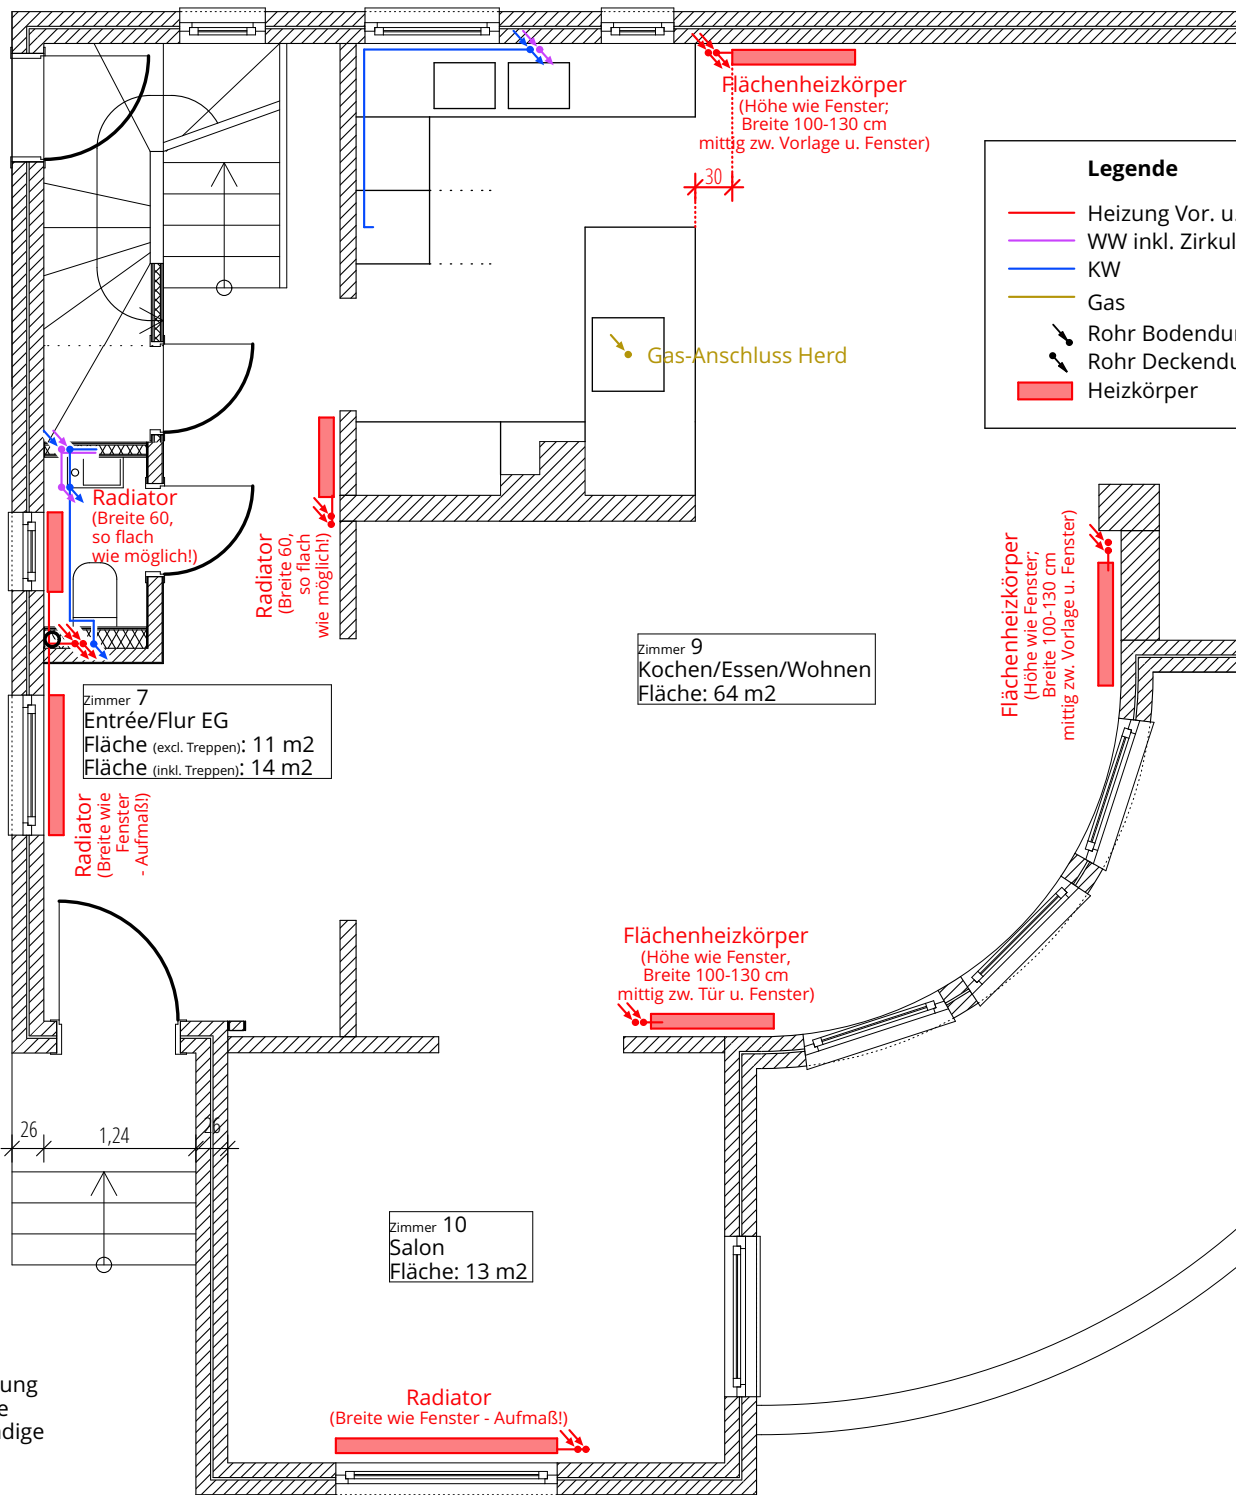 Flächenheizkörper
(Höhe wie Fenster;
Breite 100-130 cm
mittig zw. Vorlage u. Fenster)
30
Legende
Heizung Vor. u.
WW inkl. Zirkul
KW
Gas
Rohr Bodendu
Rohr Deckendu
Heizkörper
Gas-Anschluss Herd
Radiator
(Breite 60,
so flach
wie möglich!)
Radiator
(Breite 60,
so flach
wie möglich!)
Flächenheizkörper
(Höhe wie Fenster;
Breite 100-130 cm
mittig zw. Vorlage u. Fenster)
Zimmer 9
Kochen/Essen/Wohnen
Fläche: 64 m2
Zimmer 7
Entrée/Flur EG
Fläche (excl. Treppen): 11 m2
Fläche (inkl. Treppen): 14 m2
Radiator
(Breite wie
Fenster
- Aufmaß!)
Flächenheizkörper
(Höhe wie Fenster,
Breite 100-130 cm
mittig zw. Tür u. Fenster)
26
1,24
26
Zimmer 10
Salon
Fläche: 13 m2
Radiator
(Breite wie Fenster - Aufmaß!)
ung
e
dige